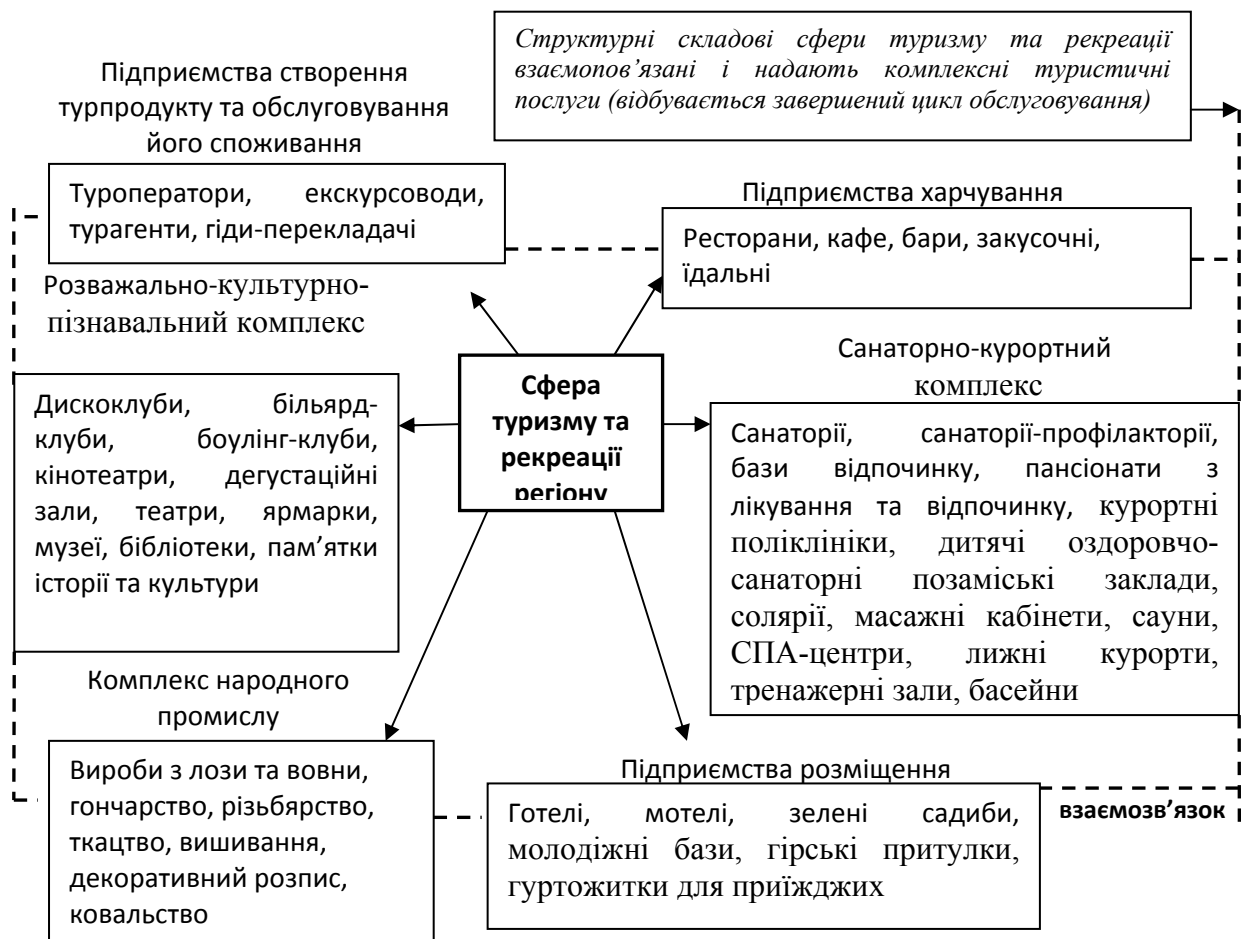 Структурні складові сфери туризму та рекреації
взаємопов’язані і надають комплексні туристичні
послуги (відбувається завершений цикл обслуговування)
Підприємства створення
турпродукту та обслуговування
його споживання
Туроператори, екскурсоводи,
турагенти, гіди-перекладачі
Підприємства харчування
Ресторани, кафе, бари, закусочні,
їдальні
Розважально-культурно-
пізнавальний комплекс
Дискоклуби, більярд-
клуби, боулінг-клуби,
кінотеатри, дегустаційні
зали, театри, ярмарки,
музеї, бібліотеки, пам’ятки
історії та культури
Сфера
туризму та
рекреації
регіону
Санаторно-курортний
комплекс
Санаторії, санаторії-профілакторії,
бази відпочинку, пансіонати з
лікування та відпочинку, курортні
поліклініки, дитячі оздоровчо-
санаторні позаміські заклади,
солярії, масажні кабінети, сауни,
СПА-центри, лижні курорти,
тренажерні зали, басейни
Комплекс народного
промислу
Вироби з лози та вовни,
гончарство, різьбярство,
ткацтво, вишивання,
декоративний розпис,
ковальство
Підприємства розміщення
Готелі, мотелі, зелені садиби,
молодіжні бази, гірські притулки,
гуртожитки для приїжджих
взаємозв’язок